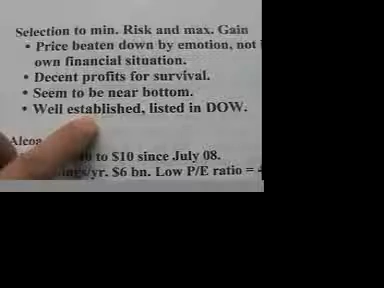 Selection to min. Risk and max. Gain
• Price beaten down by emotion, not
own financial situation.
• Decent profits for survival.
• Seem to be near bottom.
• Well established, listed in DOW.
Alcoa
to $10 since July 08.
/yr. $6 bn. Low P/E ratio =